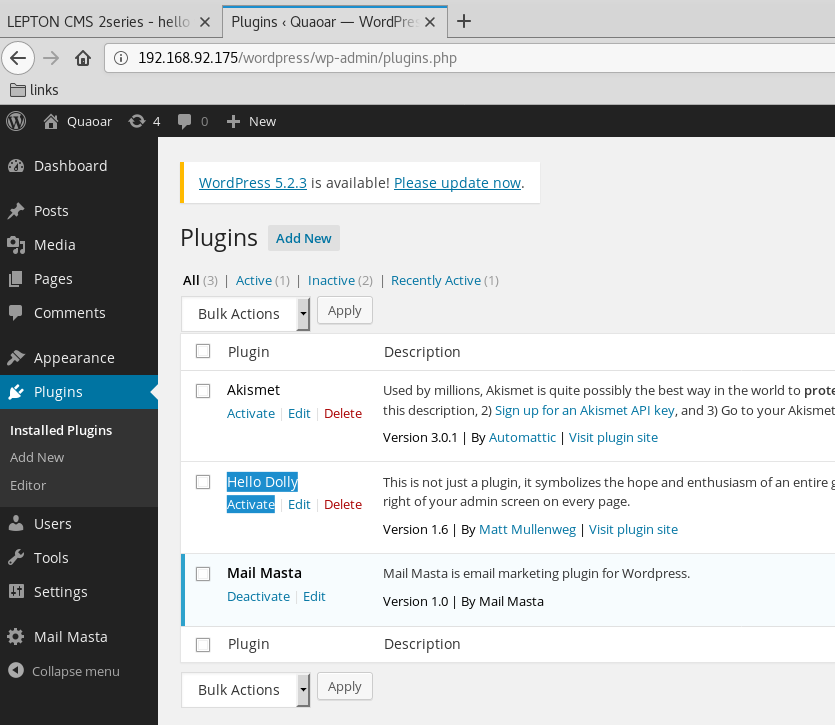 LEPTON CMS 2series - hello
Plugins ‹ Quaoar — WordPres
192.168.92.175/wordpress/wp-admin/plugins.php
links
Quaoar 4 0 New
Dashboard
Posts
Media
Pages
Comments
Appearance
Plugins
Installed Plugins
Add New
Editor
Users
Tools
Settings
Mail Masta
Collapse menu
WordPress 5.2.3 is available! Please update now.
Plugins Add New
All (3) | Active (1) | Inactive (2) | Recently Active (1)
Bulk Actions Apply
Plugin Description
Akismet
Activate | Edit | Delete
Used by millions, Akismet is quite possibly the best way in the world to prote
this description, 2) Sign up for an Akismet API key, and 3) Go to your Akismet
Version 3.0.1 | By Automattic | Visit plugin site
Hello Dolly
Activate | Edit | Delete
This is not just a plugin, it symbolizes the hope and enthusiasm of an entire g
right of your admin screen on every page.
Version 1.6 | By Matt Mullenweg | Visit plugin site
Mail Masta
Deactivate | Edit
Mail Masta is email marketing plugin for Wordpress.
Version 1.0 | By Mail Masta
Plugin Description
Bulk Actions Apply